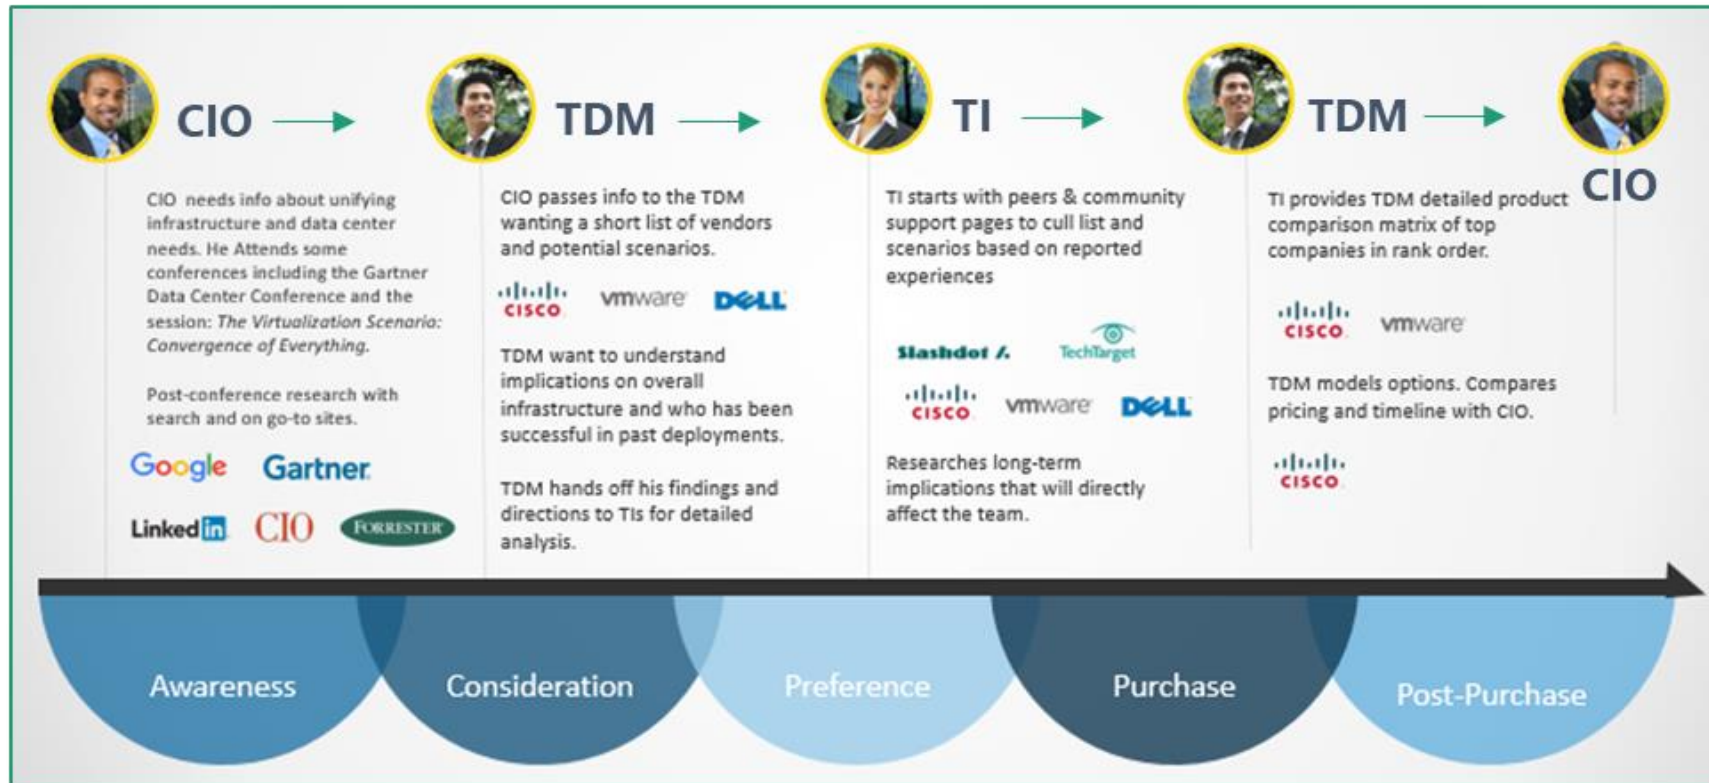 CIO
TDM
TI
TDM
CIO
CIO needs info about unifying
infrastructure and data center
needs. He Attends some
conferences including the Gartner
Data Center Conference and the
session: The Virtualization Scenario:
Convergence of Everything.
Post-conference research with
search and on go-to sites.
Google Gartner
LinkedIn CIO FORRESTER
CIO passes info to the TDM
wanting a short list of vendors
and potential scenarios.
CISCO vmware DELL
TDM want to understand
implications on overall
infrastructure and who has been
successful in past deployments.
TDM hands off his findings and
directions to TIs for detailed
analysis.
TI starts with peers & community
support pages to cull list and
scenarios based on reported
experiences
Slashdot /. TechTarget
CISCO vmware DELL
Researches long-term
implications that will directly
affect the team.
TI provides TDM detailed product
comparison matrix of top
companies in rank order.
CISCO vmware
TDM models options. Compares
pricing and timeline with CIO.
CISCO
Awareness
Consideration
Preference
Purchase
Post-Purchase